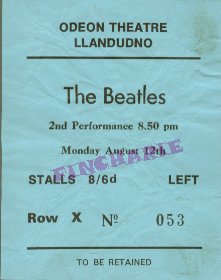 ODEON THEATRE
LLANDUDNO
The Beatles
2nd Performance 8.50 pm
Monday August 12th
FINCHALE
STALLS 8/6d LEFT
Row X Nº 053
TO BE RETAINED